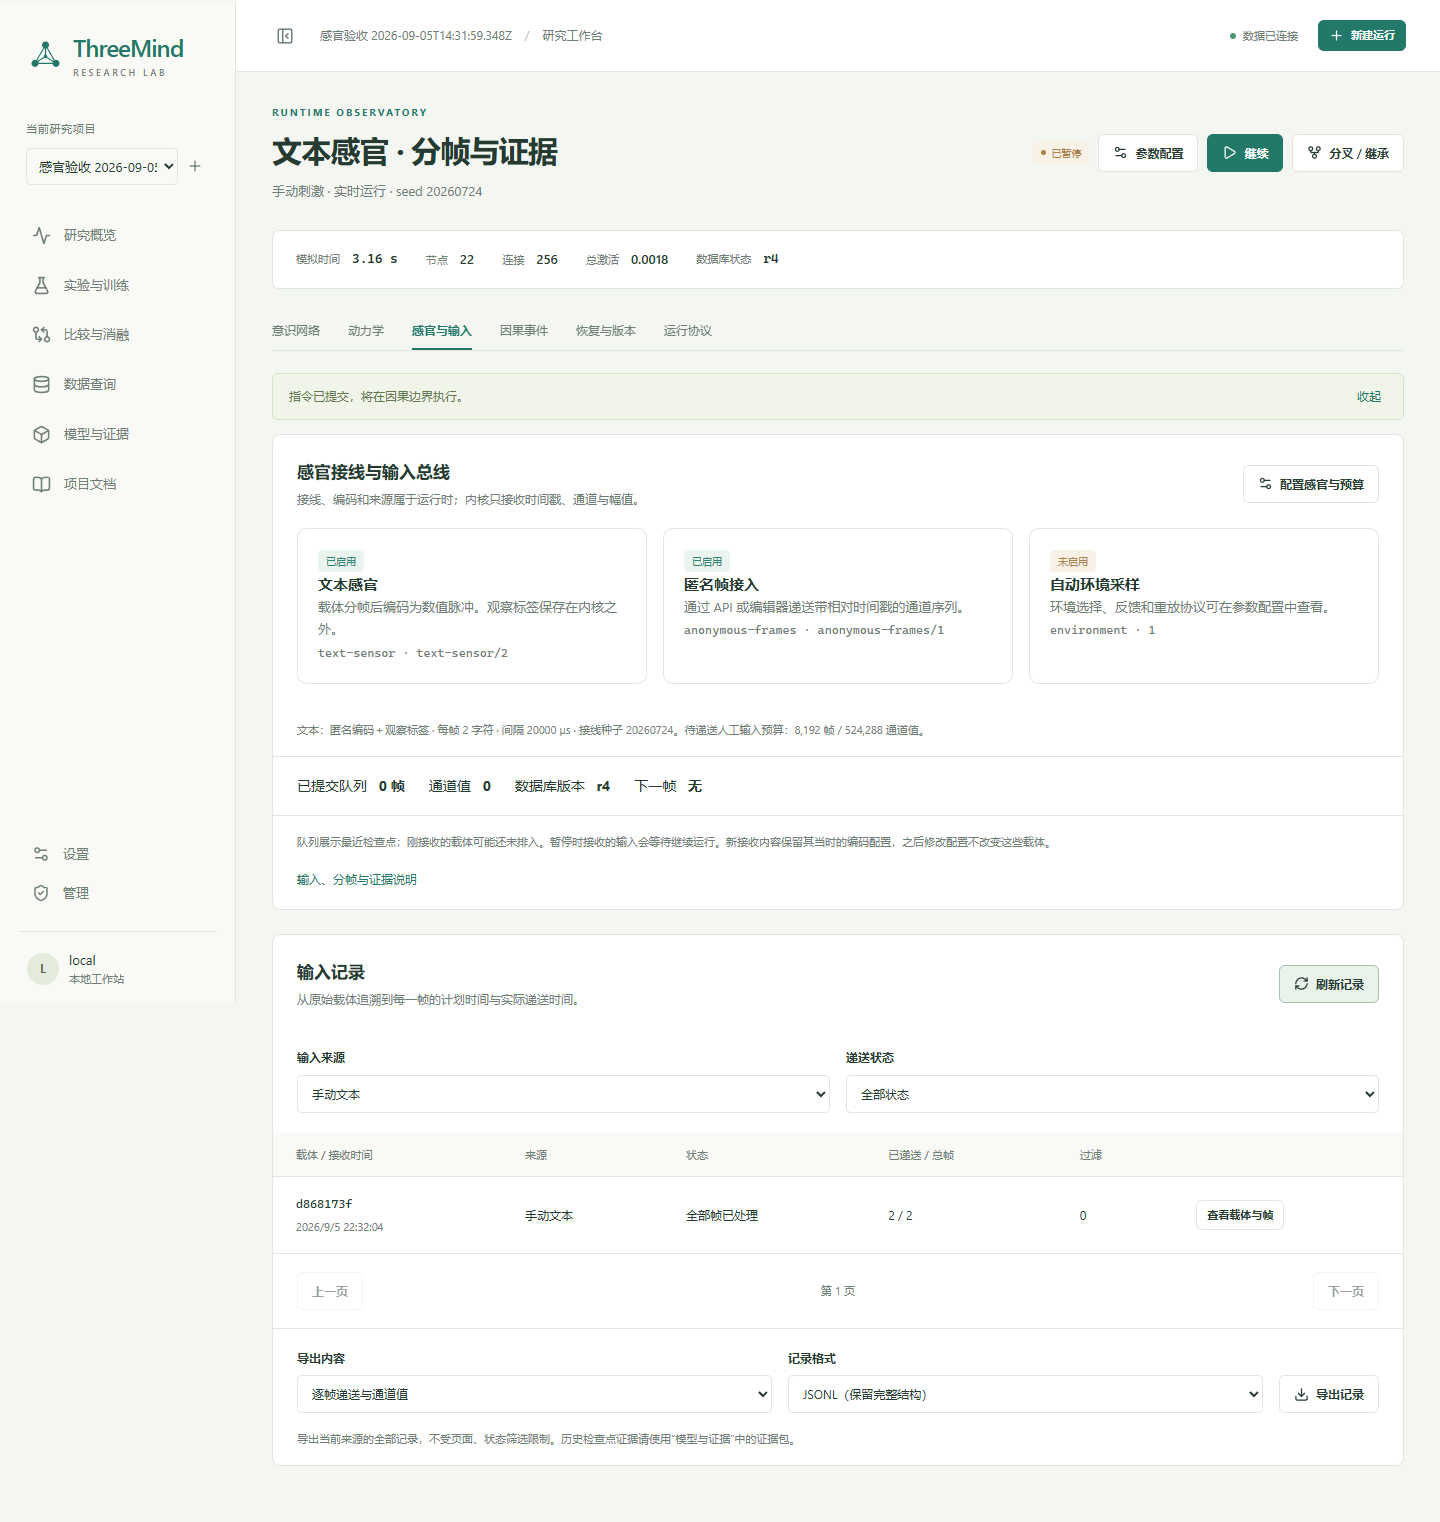 ThreeMind
RESEARCH LAB
当前研究项目
感官验收 2026-09-05
研究概览
实验与训练
比较与消融
数据查询
模型与证据
项目文档
设置
管理
L
local
本地工作站
感官验收 2026-09-05T14:31:59.348Z / 研究工作台
数据已连接
新建运行
RUNTIME OBSERVATORY
文本感官 · 分帧与证据
手动刺激 · 实时运行 · seed 20260724
已暂停
参数配置
继续
分叉 / 继承
模拟时间 3.16 s 节点 22 连接 256 总激活 0.0018 数据库状态 r4
意识网络 动力学 感官与输入 因果事件 恢复与版本 运行协议
指令已提交，将在因果边界执行。 收起
感官接线与输入总线
接线、编码和来源属于运行时；内核只接收时间戳、通道与幅值。
配置感官与预算
已启用
文本感官
载体分帧后编码为数值脉冲。观察标签保存在内核之
外。
text-sensor · text-sensor/2
已启用
匿名帧接入
通过 API 或编辑器递送带相对时间戳的通道序列。
anonymous-frames · anonymous-frames/1
未启用
自动环境采样
环境选择、反馈和重放协议可在参数配置中查看。
environment · 1
文本：匿名编码 + 观察标签 · 每帧 2 字符 · 间隔 20000 μs · 接线种子 20260724。待递送人工输入预算：8,192 帧 / 524,288 通道值。
已提交队列 0 帧 通道值 0 数据库版本 r4 下一帧 无
队列展示最近检查点；刚接收的载体可能还未排入。暂停时接收的输入会等待继续运行。新接收内容保留其当时的编码配置，之后修改配置不改变这些载体。
输入、分帧与证据说明
输入记录
从原始载体追溯到每一帧的计划时间与实际递送时间。
刷新记录
输入来源 递送状态
手动文本 全部状态
载体 / 接收时间 来源 状态 已递送 / 总帧 过滤
d868173f
2026/9/5 22:32:04
手动文本 全部帧已处理 2 / 2 0 查看载体与帧
上一页 第 1 页 下一页
导出内容 记录格式
逐帧递送与通道值 JSONL（保留完整结构） 导出记录
导出当前来源的全部记录，不受页面、状态筛选限制。历史检查点证据请使用“模型与证据”中的证据包。